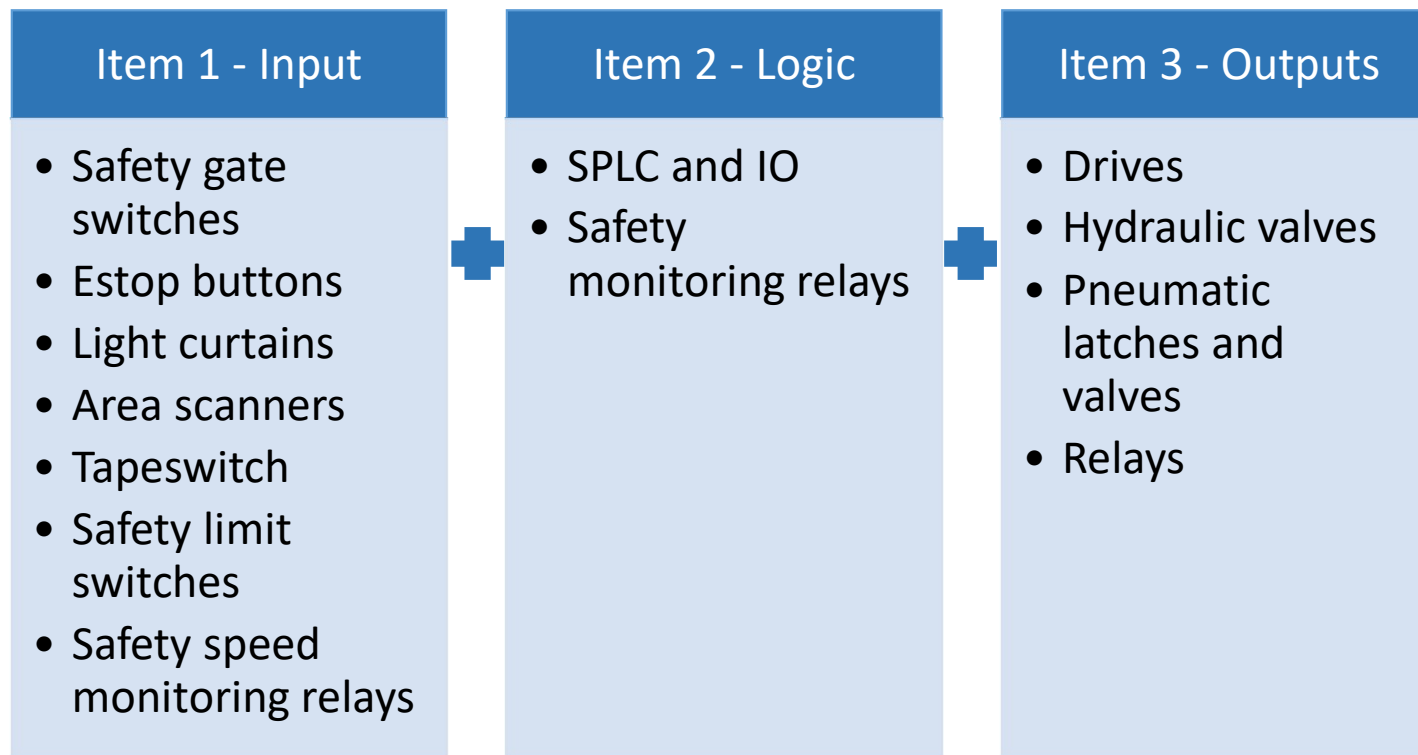 Item 1 - Input
• Safety gate
switches
• Estop buttons
• Light curtains
• Area scanners
• Tapeswitch
• Safety limit
switches
• Safety speed
monitoring relays
Item 2 - Logic
• SPLC and IO
• Safety
monitoring relays
Item 3 - Outputs
• Drives
• Hydraulic valves
• Pneumatic
latches and
valves
• Relays